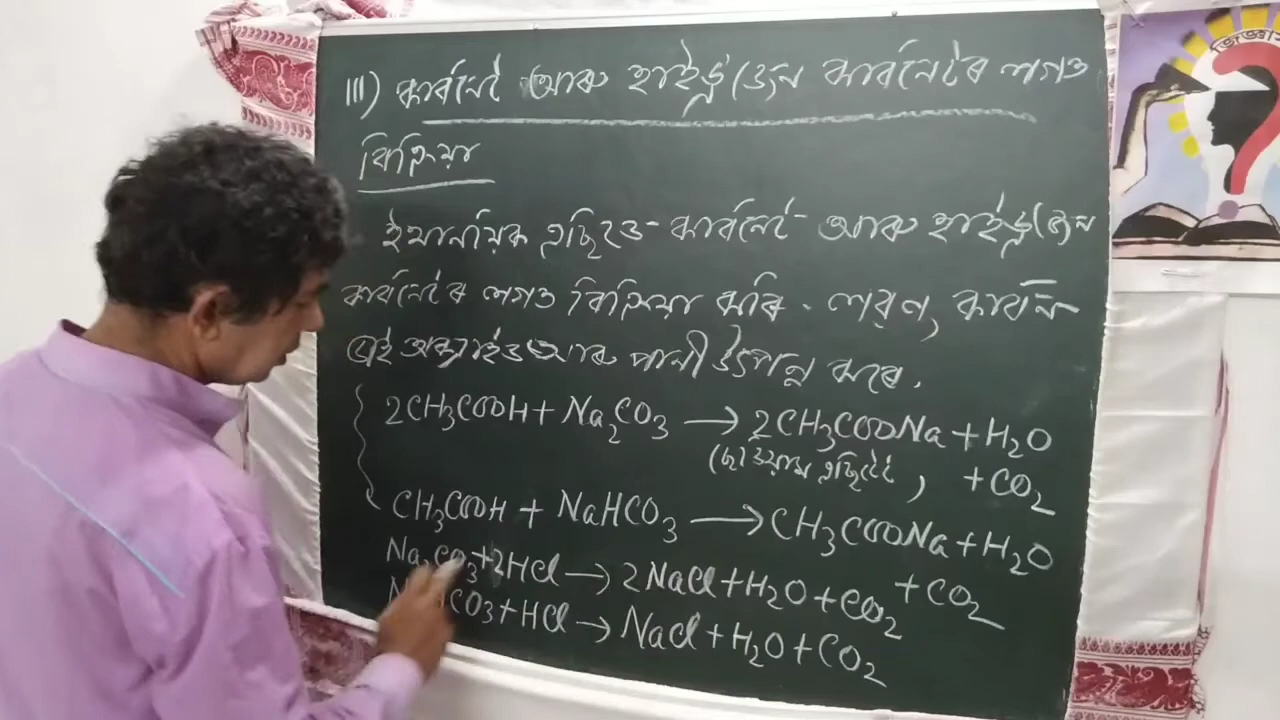 III) কাৰ্বনেট আৰু হাইড্ৰ'জেন কাৰ্বনেটৰ লগত
বিক্ৰিয়া
ইথানয়িক এচিডে কাৰ্বনেট আৰু হাইড্ৰ'জেন
কাৰ্বনেটৰ লগত বিক্ৰিয়া কৰি লৱণ, কাৰ্বন
ডাই অক্সাইড আৰু পানী উৎপন্ন কৰে.
2CH₃COOH + Na₂CO₃ → 2CH₃COONa + H₂O
(ছডিয়াম এচিটেট) + CO₂
CH₃COOH + NaHCO₃ → CH₃COONa + H₂O
+ CO₂
Na₂CO₃ + 2HCl → 2NaCl + H₂O + CO₂
CO₃ + HCl → NaCl + H₂O + CO₂
জিজ্ঞাসা